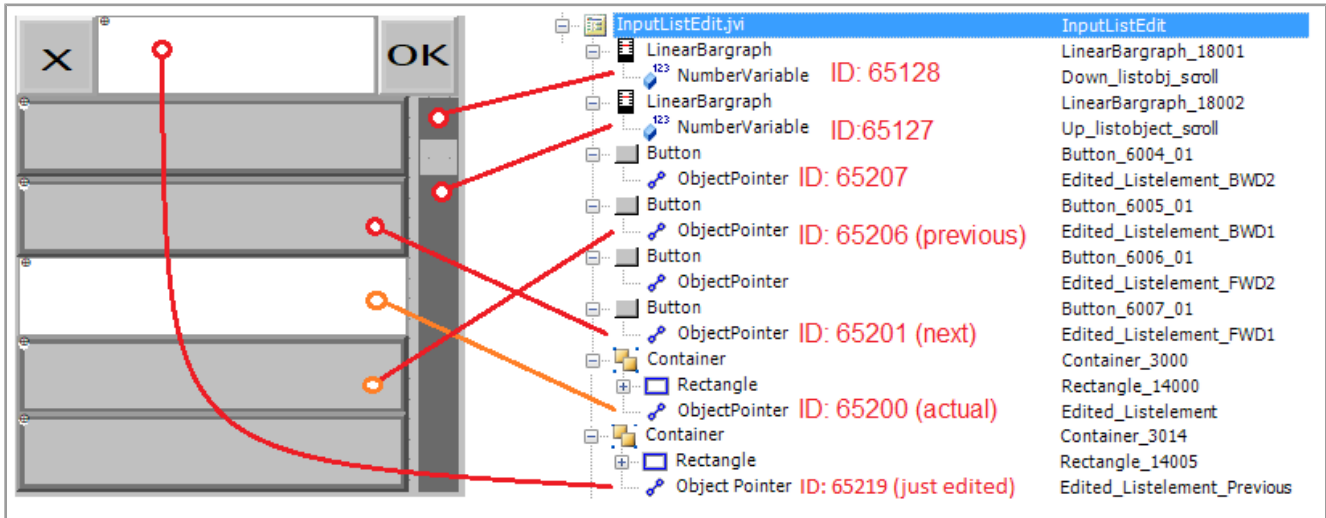 InputListEdit.jvi InputListEdit
X OK
LinearBargraph LinearBargraph_18001
123 NumberVariable ID: 65128 Down_listobj_scroll
LinearBargraph LinearBargraph_18002
123 NumberVariable ID:65127 Up_listobject_scroll
Button Button_6004_01
ObjectPointer ID: 65207 Edited_Listelement_BWD2
Button Button_6005_01
ObjectPointer ID: 65206 (previous) Edited_Listelement_BWD1
Button Button_6006_01
ObjectPointer Edited_Listelement_FWD2
Button Button_6007_01
ObjectPointer ID: 65201 (next) Edited_Listelement_FWD1
Container Container_3000
Rectangle Rectangle_14000
ObjectPointer ID: 65200 (actual) Edited_Listelement
Container Container_3014
Rectangle Rectangle_14005
Object Pointer ID: 65219 (just edited) Edited_Listelement_Previous